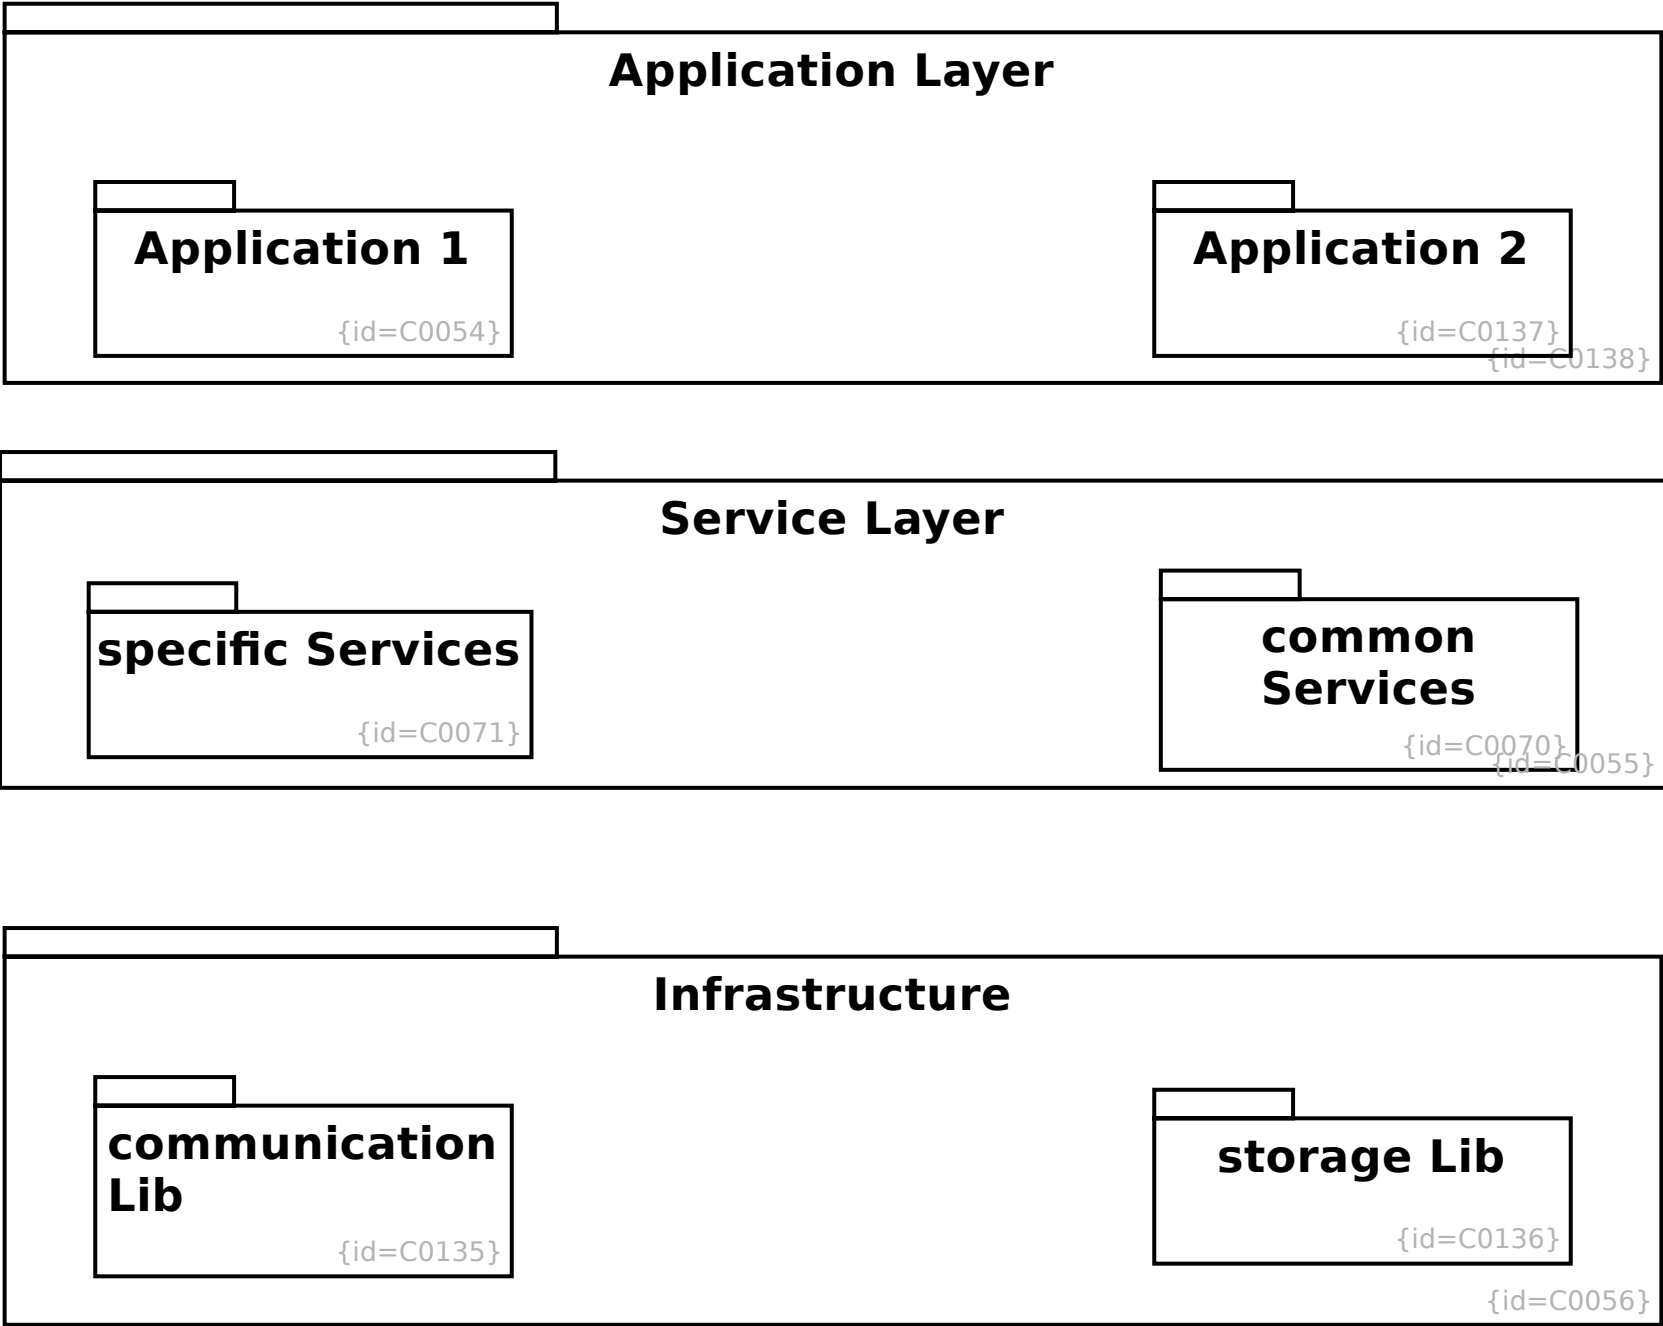 Application Layer
Application 1
{id=C0054}
Application 2
{id=C0137}
{id=C0138}
Service Layer
specific Services
{id=C0071}
common
Services
{id=C0070}
{id=C0055}
Infrastructure
communication
Lib
{id=C0135}
storage Lib
{id=C0136}
{id=C0056}